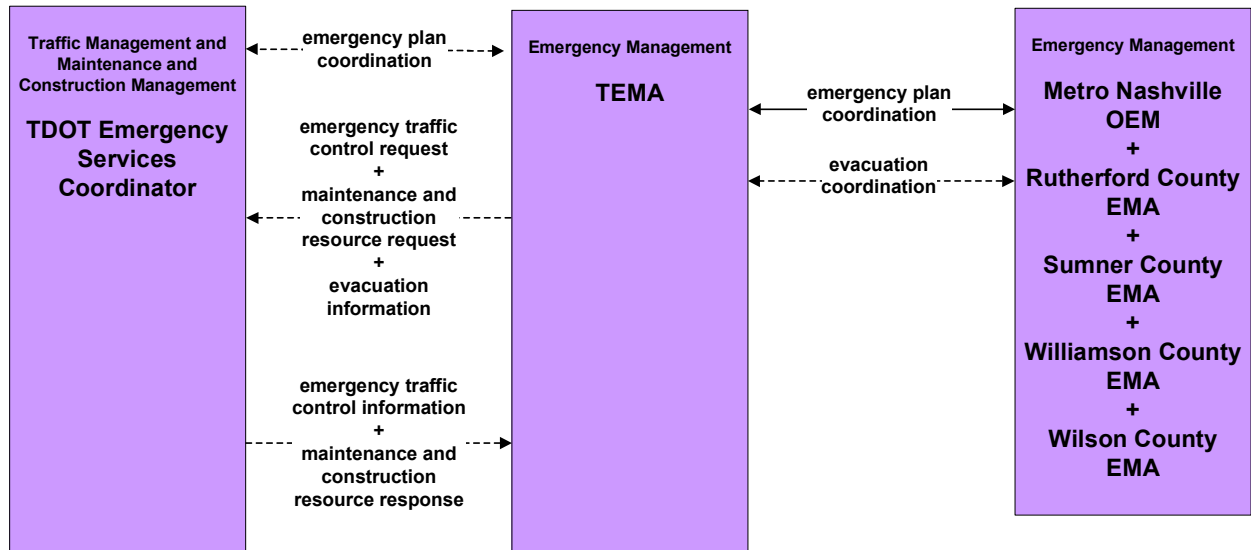 Traffic Management and
Maintenance and
Construction Management
TDOT Emergency
Services
Coordinator
emergency plan
coordination
emergency traffic
control request
+
maintenance and
construction
resource request
+
evacuation
information
emergency traffic
control information
+
maintenance and
construction
resource response
Emergency Management
TEMA
emergency plan
coordination
evacuation
coordination
Emergency Management
Metro Nashville
OEM
+
Rutherford County
EMA
+
Sumner County
EMA
+
Williamson County
EMA
+
Wilson County
EMA